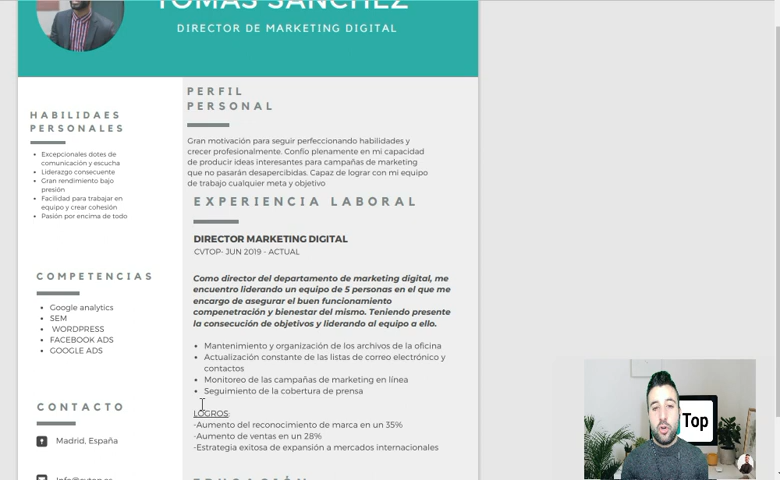 TOMÁS SÁNCHEZ
DIRECTOR DE MARKETING DIGITAL
HABILIDAES
PERSONALES
Excepcionales dotes de
comunicación y escucha
Liderazgo consecuente
Gran rendimiento bajo
presión
Facilidad para trabajar en
equipo y crear cohesión
Pasión por encima de todo
COMPETENCIAS
Google analytics
SEM
WORDPRESS
FACEBOOK ADS
GOOGLE ADS
CONTACTO
Madrid, España
Info@cvtop.es
PERFIL
PERSONAL
Gran motivación para seguir perfeccionando habilidades y
crecer profesionalmente. Confío plenamente en mi capacidad
de producir ideas interesantes para campañas de marketing
que no pasarán desapercibidas. Capaz de lograr con mi equipo
de trabajo cualquier meta y objetivo
EXPERIENCIA LABORAL
DIRECTOR MARKETING DIGITAL
CVTOP- JUN 2019 - ACTUAL
Como director del departamento de marketing digital, me
encuentro liderando un equipo de 5 personas en el que me
encargo de asegurar el buen funcionamiento
compenetración y bienestar del mismo. Teniendo presente
la consecución de objetivos y liderando al equipo a ello.
Mantenimiento y organización de los archivos de la oficina
Actualización constante de las listas de correo electrónico y
contactos
Monitoreo de las campañas de marketing en línea
Seguimiento de la cobertura de prensa
LOGROS:
-Aumento del reconocimiento de marca en un 35%
-Aumento de ventas en un 28%
-Estrategia exitosa de expansión a mercados internacionales
EDUCACIÓN
Top